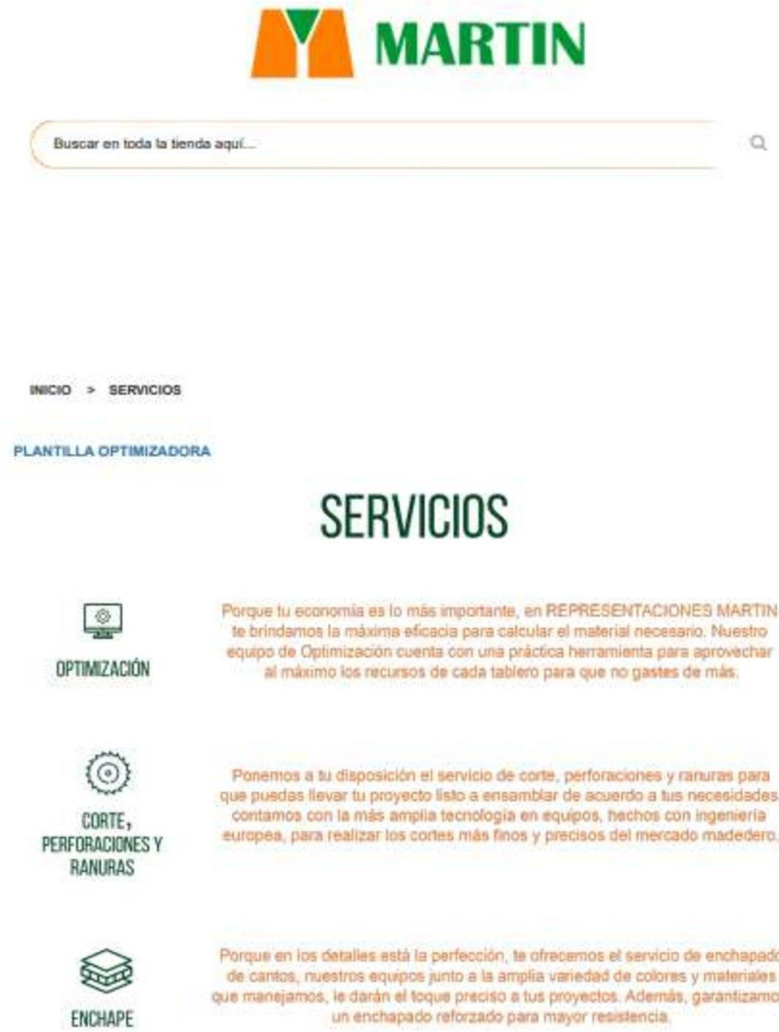 MARTIN
Buscar en toda la tienda aquí...
INICIO > SERVICIOS
PLANTILLA OPTIMIZADORA
SERVICIOS
OPTIMIZACIÓN
Porque tu economía es lo más importante, en REPRESENTACIONES MARTIN
te brindamos la máxima eficacia para calcular el material necesario. Nuestro
equipo de Optimización cuenta con una práctica herramienta para aprovechar
al máximo los recursos de cada tablero para que no gastes de más.
CORTE,
PERFORACIONES Y
RANURAS
Ponemos a tu disposición el servicio de corte, perforaciones y ranuras para
que puedas llevar tu proyecto listo a ensamblar de acuerdo a tus necesidades
contamos con la más amplia tecnología en equipos, hechos con ingeniería
europea, para realizar los cortes más finos y precisos del mercado madedero.
ENCHAPE
Porque en los detalles está la perfección, te ofrecemos el servicio de enchapado
de cantos, nuestros equipos junto a la amplia variedad de colores y materiales
que manejamos, le darán el toque preciso a tus proyectos. Además, garantizamo
un enchapado reforzado para mayor resistencia.